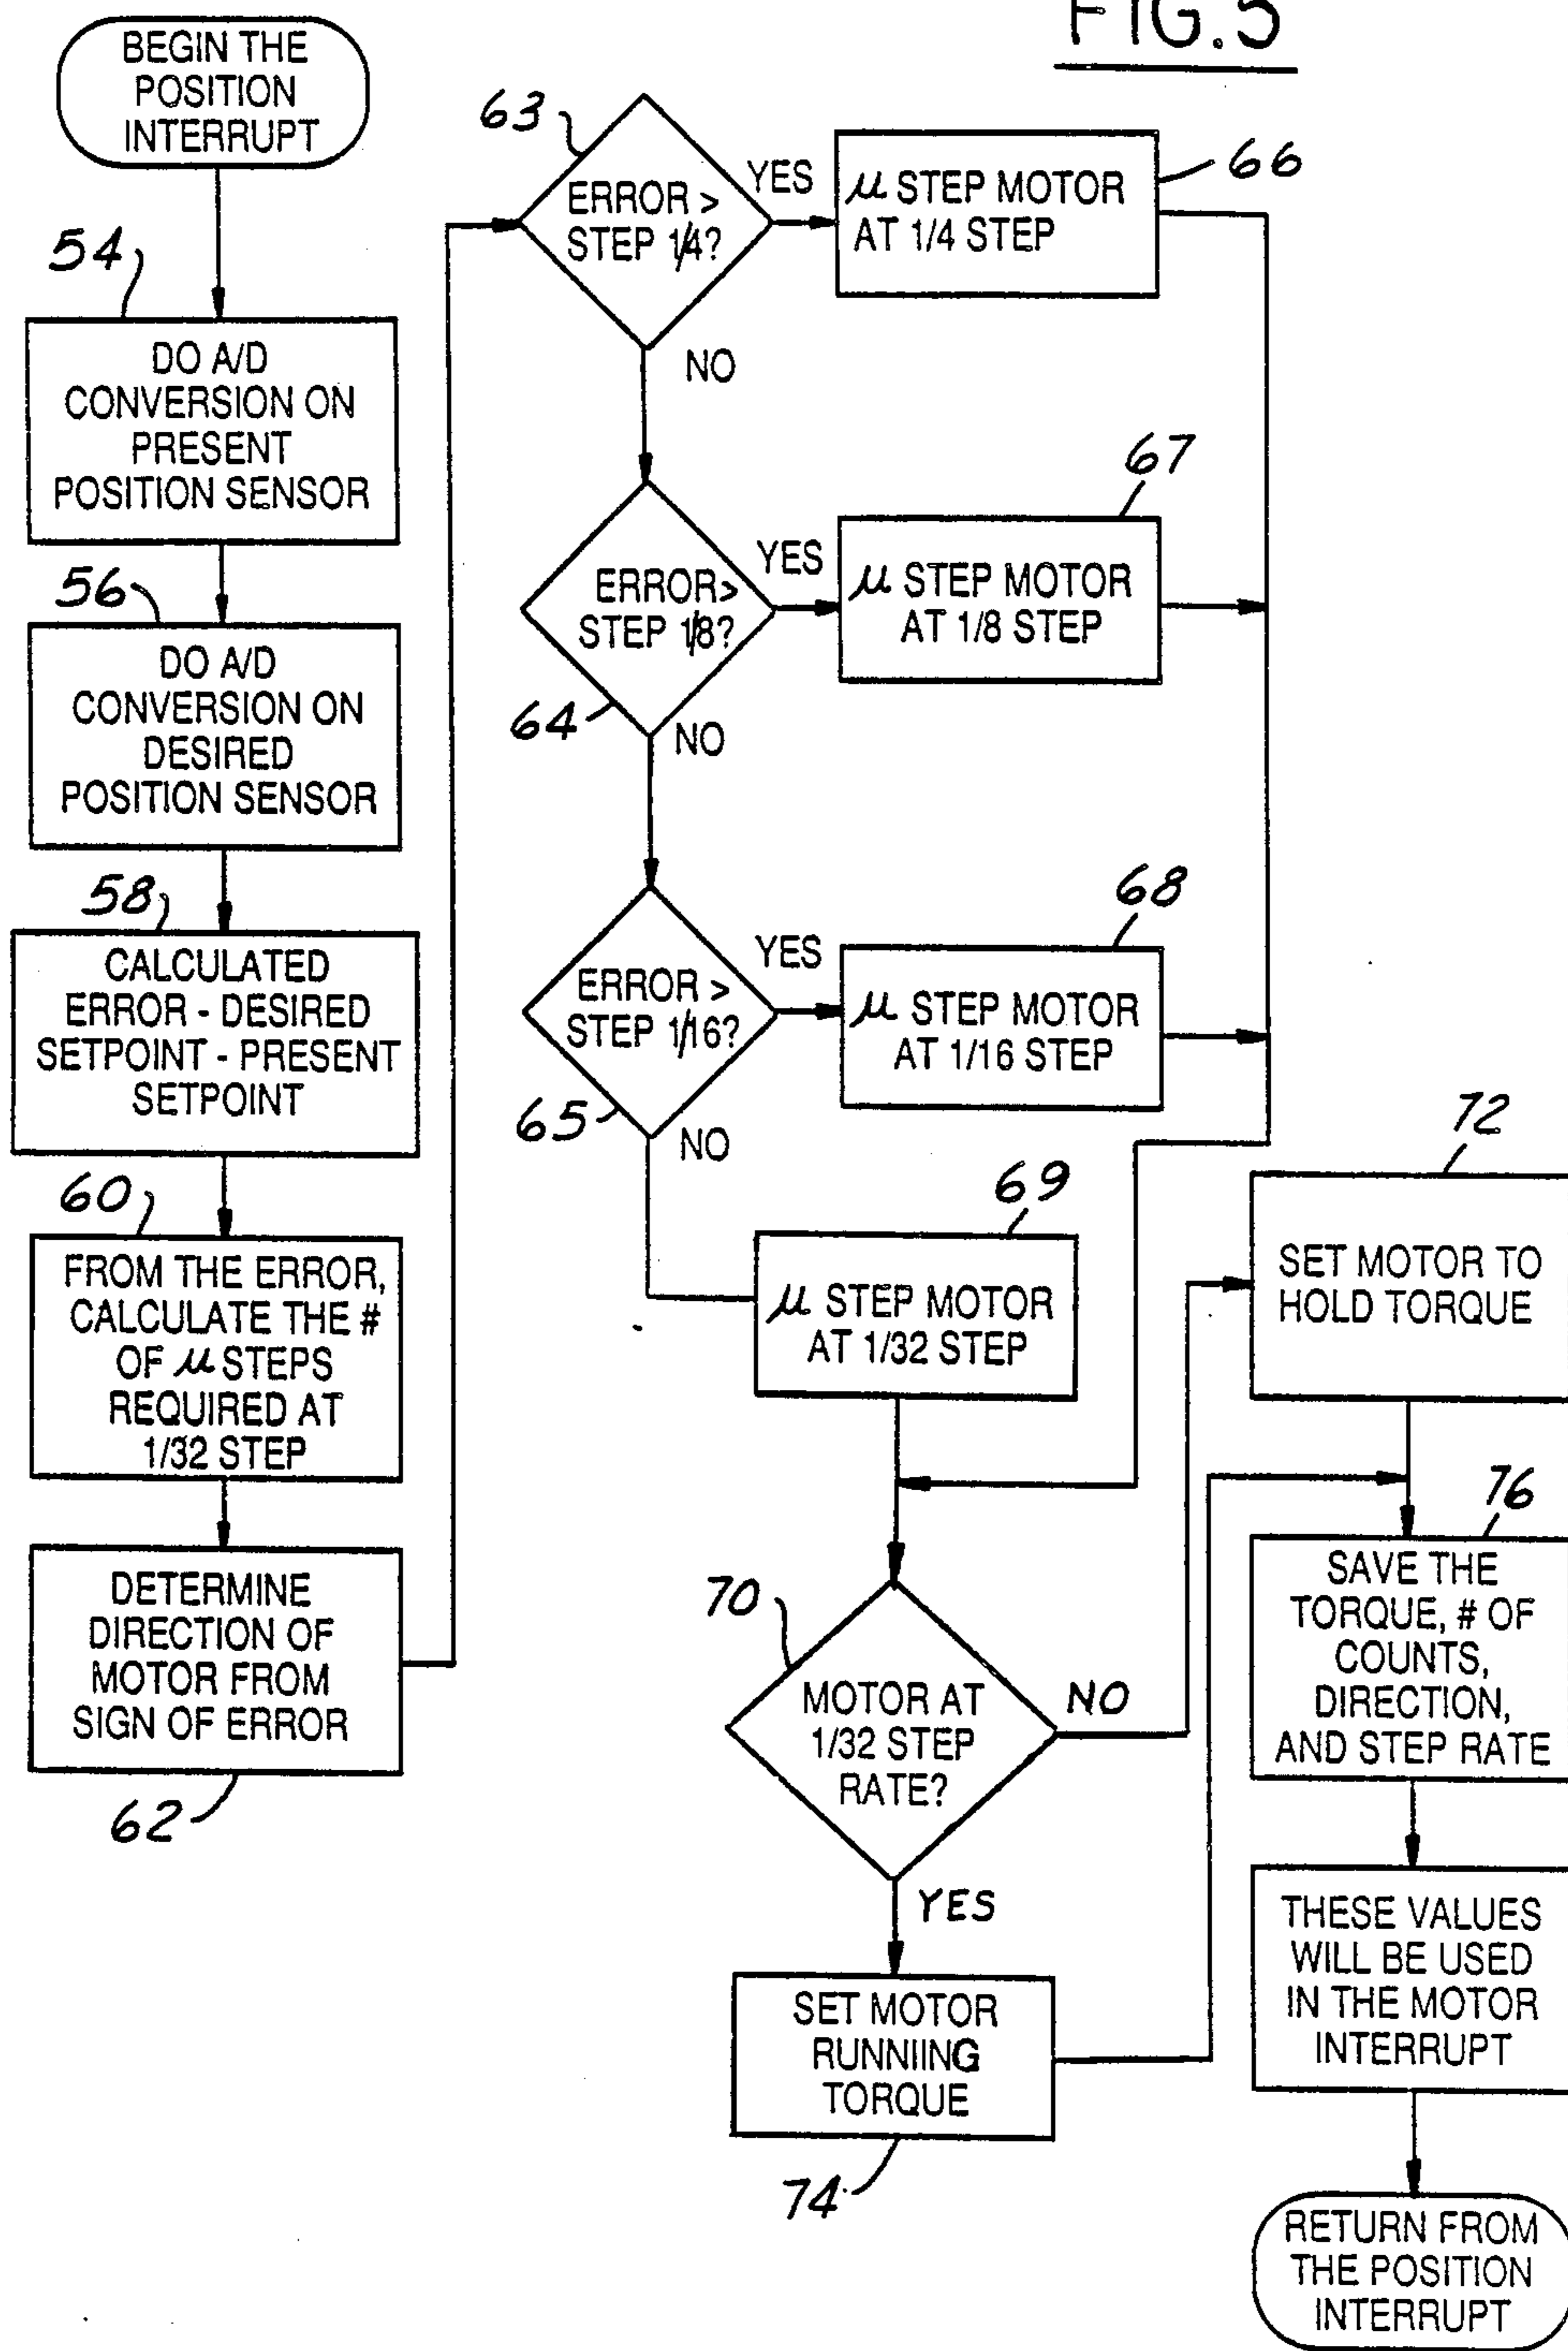 FIG.5
BEGIN THE
POSITION
INTERRUPT
54
DO A/D
CONVERSION ON
PRESENT
POSITION SENSOR
56
DO A/D
CONVERSION ON
DESIRED
POSITION SENSOR
58
CALCULATED
ERROR - DESIRED
SETPOINT - PRESENT
SETPOINT
60
FROM THE ERROR,
CALCULATE THE #
OF μ STEPS
REQUIRED AT
1/32 STEP
DETERMINE
DIRECTION OF
MOTOR FROM
SIGN OF ERROR
62
63
ERROR >
STEP 1/4?
YES
NO
66
μ STEP MOTOR
AT 1/4 STEP
64
ERROR>
STEP 1/8?
YES
NO
67
μ STEP MOTOR
AT 1/8 STEP
65
ERROR >
STEP 1/16?
YES
NO
68
μ STEP MOTOR
AT 1/16 STEP
69
μ STEP MOTOR
AT 1/32 STEP
70
MOTOR AT
1/32 STEP
RATE?
NO
YES
SET MOTOR
RUNNIING
TORQUE
74
72
SET MOTOR TO
HOLD TORQUE
76
SAVE THE
TORQUE, # OF
COUNTS,
DIRECTION,
AND STEP RATE
THESE VALUES
WILL BE USED
IN THE MOTOR
INTERRUPT
RETURN FROM
THE POSITION
INTERRUPT